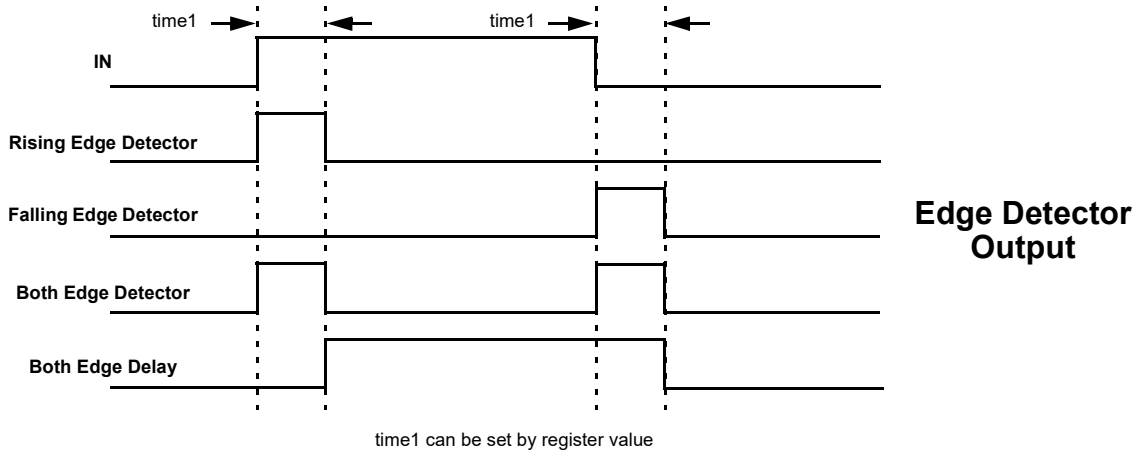 time1
time1
IN
Rising Edge Detector
Falling Edge Detector
Edge Detector
Output
Both Edge Detector
Both Edge Delay
time1 can be set by register value